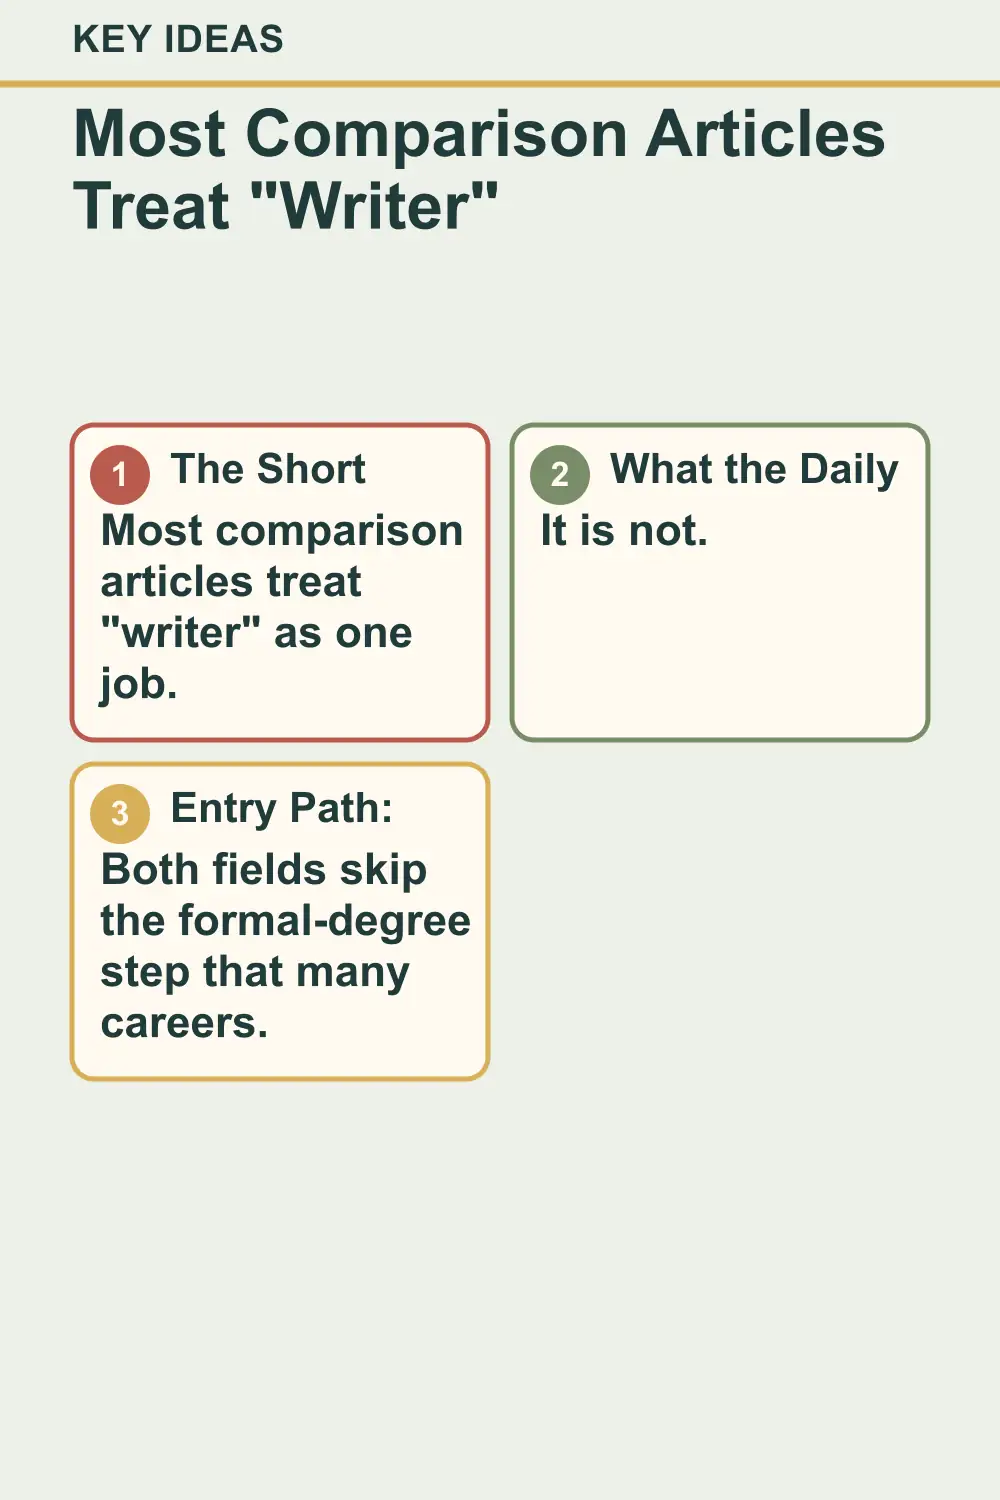 KEY IDEAS
Most Comparison Articles
Treat "Writer"
1 The Short
Most comparison
articles treat
"writer" as one
job.
2 What the Daily
It is not.
3 Entry Path:
Both fields skip
the formal-degree
step that many
careers.